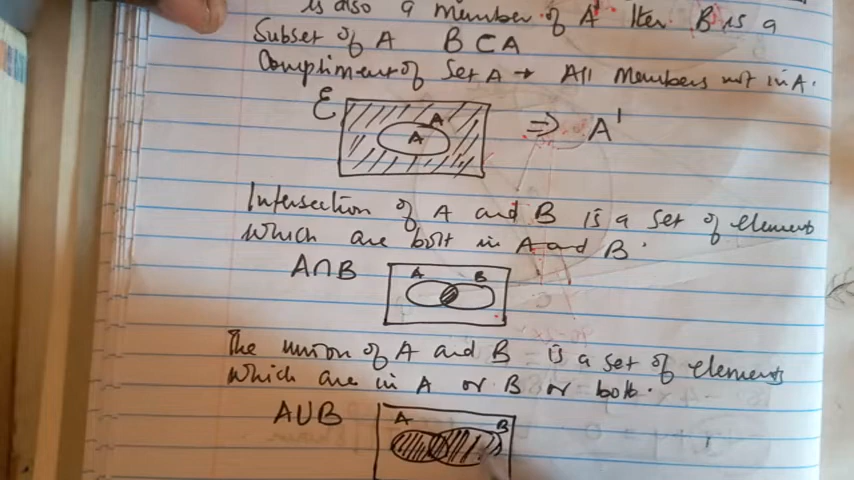 is also a member of A then B is a
Subset of A B ⊂ A
Compliment of Set A → All members not in A.
ℰ A A ⇒ A'
Intersection of A and B is a set of element
which are both in A and B.
A∩B A B
The union of A and B = is a set of elements
which are in A or B or both.
A∪B A B